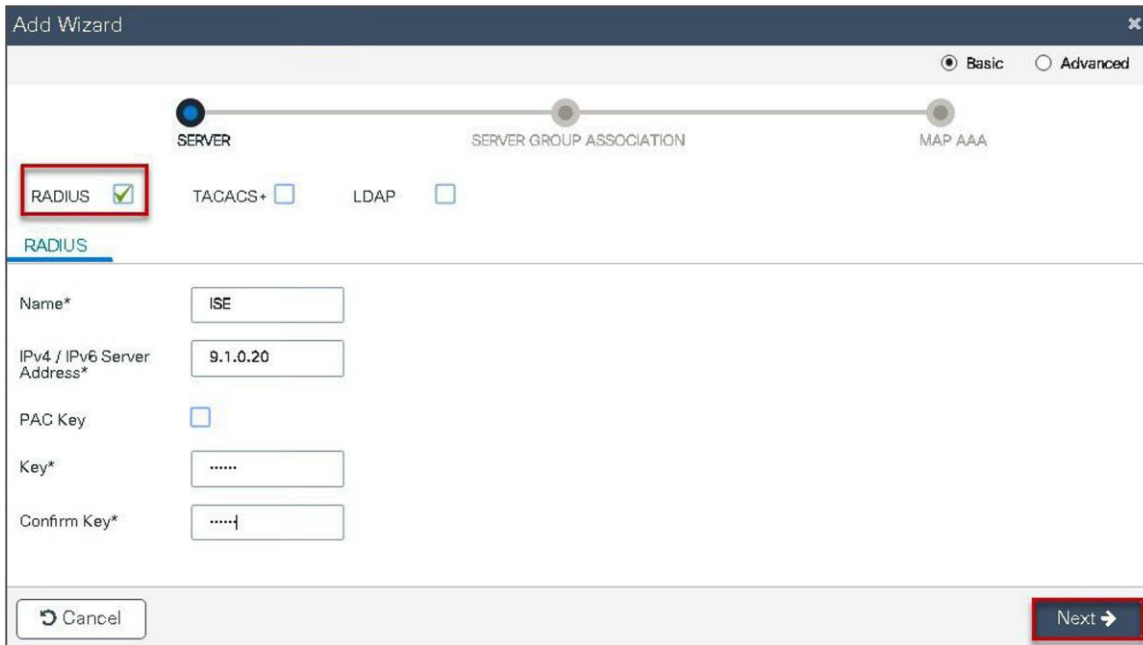 Add Wizard
Basic Advanced
SERVER SERVER GROUP ASSOCIATION MAP AAA
RADIUS TACACS+ LDAP
RADIUS
Name* ISE
IPv4 / IPv6 Server
Address* 9.1.0.20
PAC Key
Key* ······
Confirm Key* ······
Cancel Next